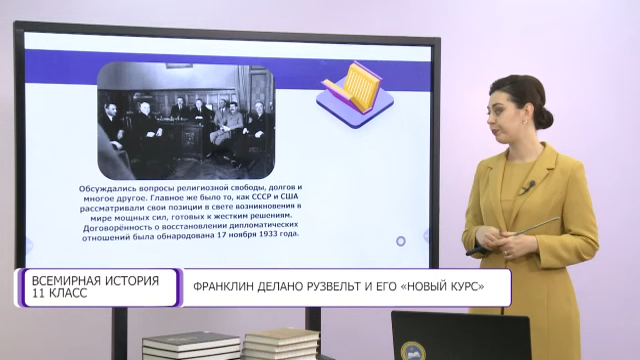 Обсуждались вопросы религиозной свободы, долгов и
многое другое. Главное же было то, как СССР и США
рассматривали свои позиции в свете возникновения в
мире мощных сил, готовых к жестким решениям.
Договорённость о восстановлении дипломатических
отношений была обнародована 17 ноября 1933 года.
ВСЕМИРНАЯ ИСТОРИЯ
11 КЛАСС
ФРАНКЛИН ДЕЛАНО РУЗВЕЛЬТ И ЕГО «НОВЫЙ КУРС»